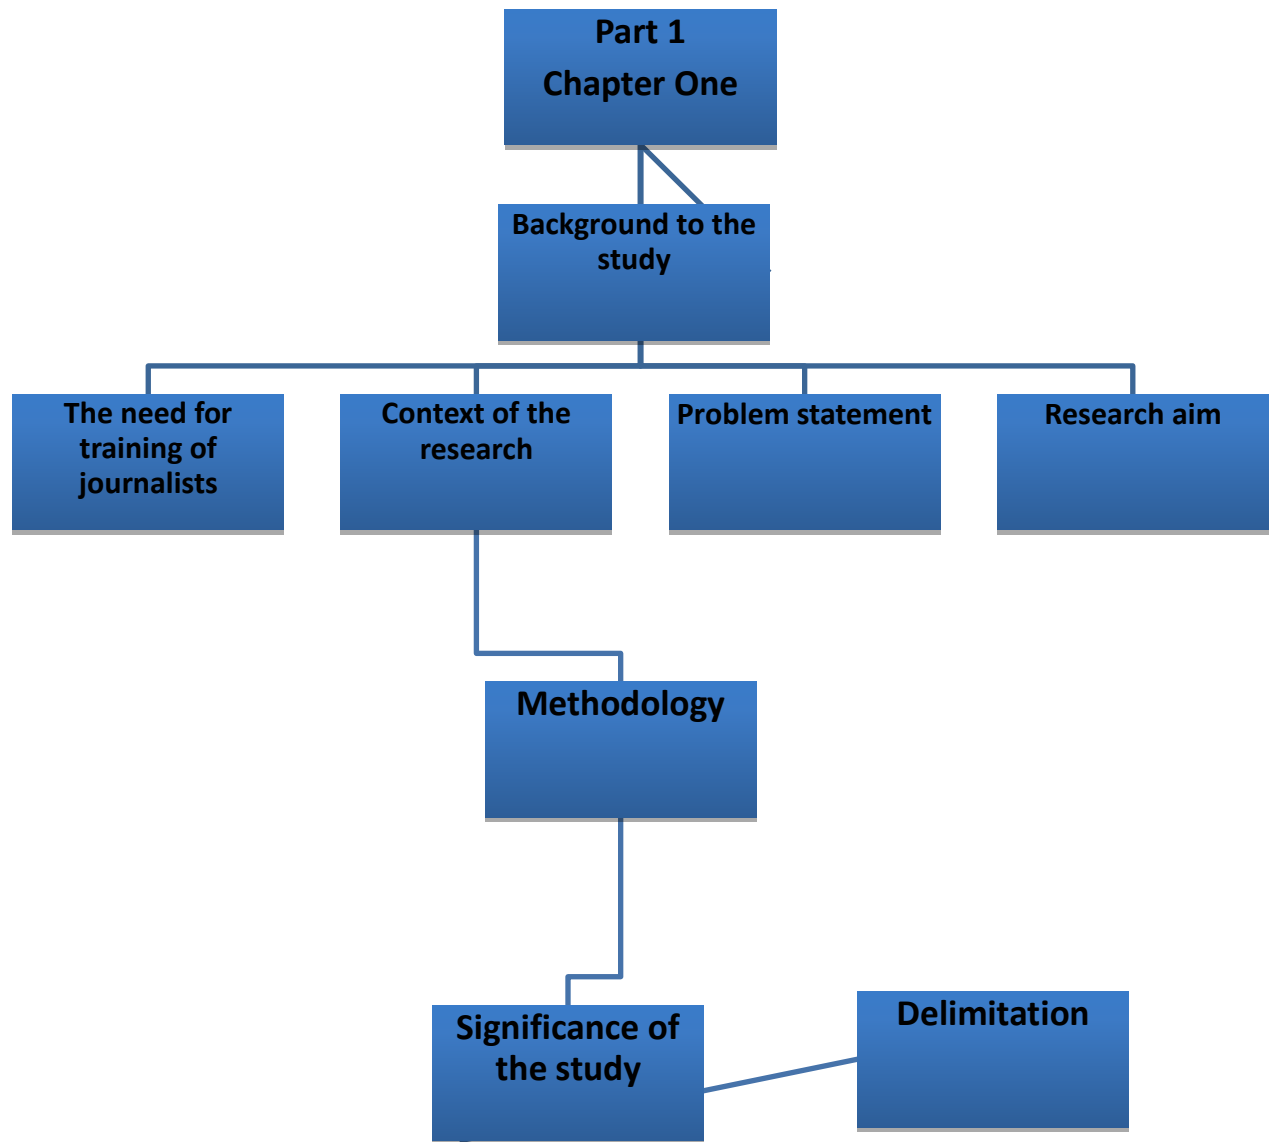 Part 1
Chapter One
Background to the
study
The need for
training of
journalists
Context of the
research
Problem statement
Research aim
Methodology
Significance of
the study
Delimitation